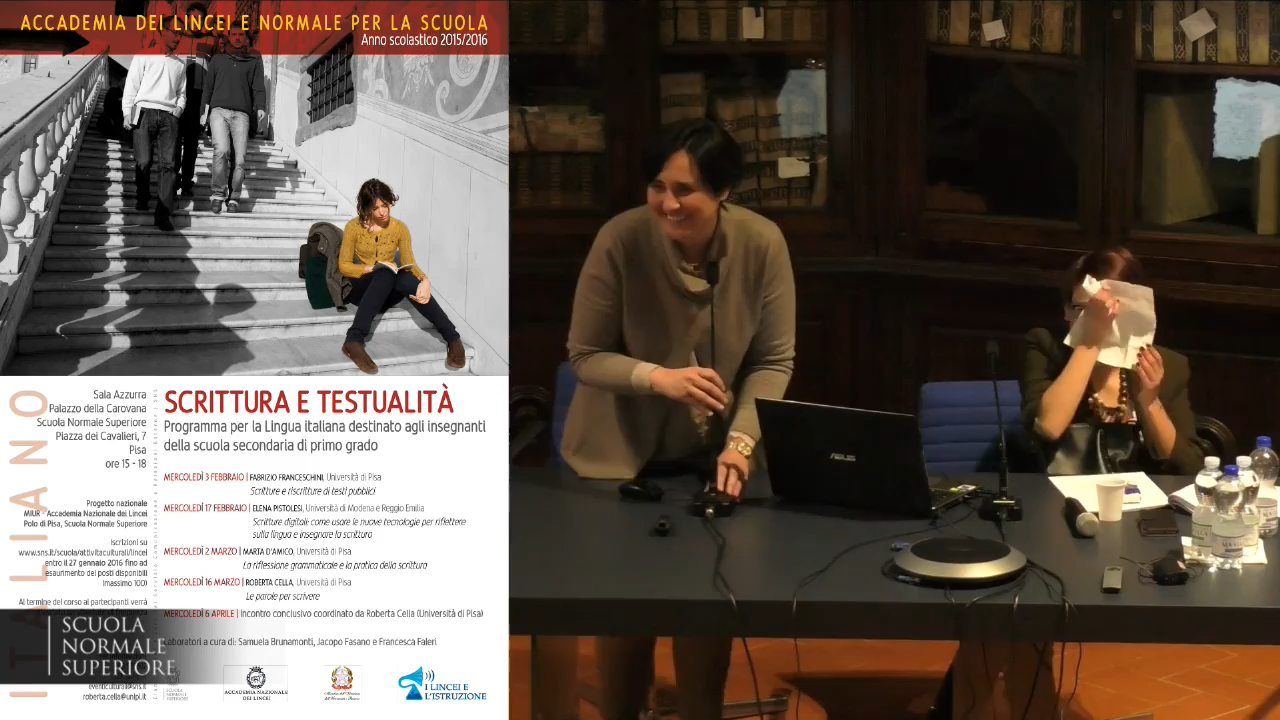 ACCADEMIA DEI LINCEI E NORMALE PER LA SCUOLA
Anno scolastico 2015/2016
ITALIANO
Sala Azzurra
Palazzo della Carovana
Scuola Normale Superiore
Piazza dei Cavalieri, 7
Pisa
ore 15 - 18
Progetto nazionale
MIUR - Accademia Nazionale dei Lincei
Polo di Pisa, Scuola Normale Superiore
Iscrizioni su
www.sns.it/scuola/attivitaculturali/lincei
entro il 27 gennaio 2016 fino ad
esaurimento dei posti disponibili
(massimo 100)
Al termine del corso ai partecipanti verrà
eventiculturali@sns.it
roberta.cella@unipi.it
SCRITTURA E TESTUALITÀ
Programma per la Lingua italiana destinato agli insegnanti
della scuola secondaria di primo grado
MERCOLEDÌ 3 FEBBRAIO | FABRIZIO FRANCESCHINI, Università di Pisa
Scritture e riscritture di testi pubblici
MERCOLEDÌ 17 FEBBRAIO | ELENA PISTOLESI, Università di Modena e Reggio Emilia
Scritture digitali: come usare le nuove tecnologie per riflettere
sulla lingua e insegnare la scrittura
MERCOLEDÌ 2 MARZO | MARTA D'AMICO, Università di Pisa
La riflessione grammaticale e la pratica della scrittura
MERCOLEDÌ 16 MARZO | ROBERTA CELLA, Università di Pisa
Le parole per scrivere
MERCOLEDÌ 6 APRILE | Incontro conclusivo coordinato da Roberta Cella (Università di Pisa)
Laboratori a cura di: Samuela Brunamonti, Jacopo Fasano e Francesca Faleri
SCUOLA
NORMALE
SUPERIORE
SCUOLA
NORMALE
SUPERIORE
ACCADEMIA NAZIONALE
DEI LINCEI
I LINCEI E
L'ISTRUZIONE
ASUS